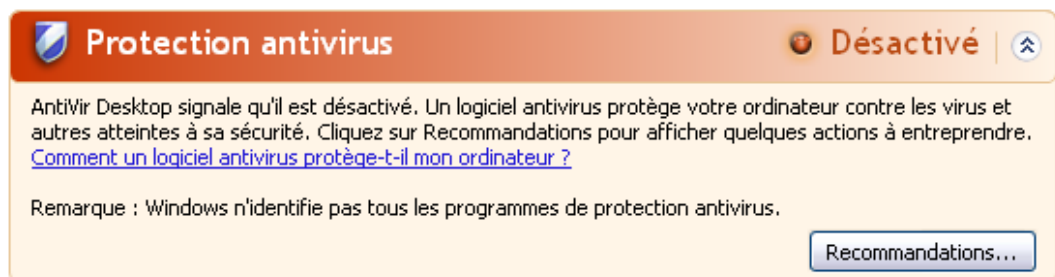 Protection antivirus
Désactivé
AntiVir Desktop signale qu'il est désactivé. Un logiciel antivirus protège votre ordinateur contre les virus et
autres atteintes à sa sécurité. Cliquez sur Recommandations pour afficher quelques actions à entreprendre.
Comment un logiciel antivirus protège-t-il mon ordinateur ?
Remarque : Windows n'identifie pas tous les programmes de protection antivirus.
Recommandations...